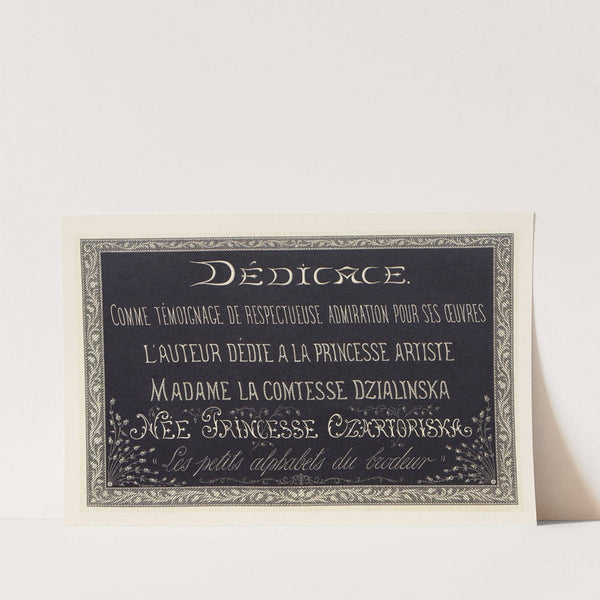 DÉDICACE.
COMME TÉMOIGNAGE DE RESPECTUEUSE ADMIRATION POUR SES ŒUVRES
L'AUTEUR DÉDIE A LA PRINCESSE ARTISTE
MADAME LA COMTESSE DZIALINSKA
NÉE PRINCESSE CZARTORISKA
Les petits alphabets du brodeur"